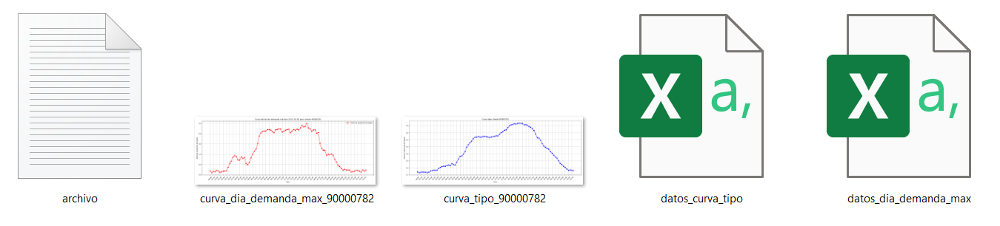 X a,
X a,
archivo
curva_dia_demanda_max_90000782
curva_tipo_90000782
datos_curva_tipo
datos_dia_demanda_max